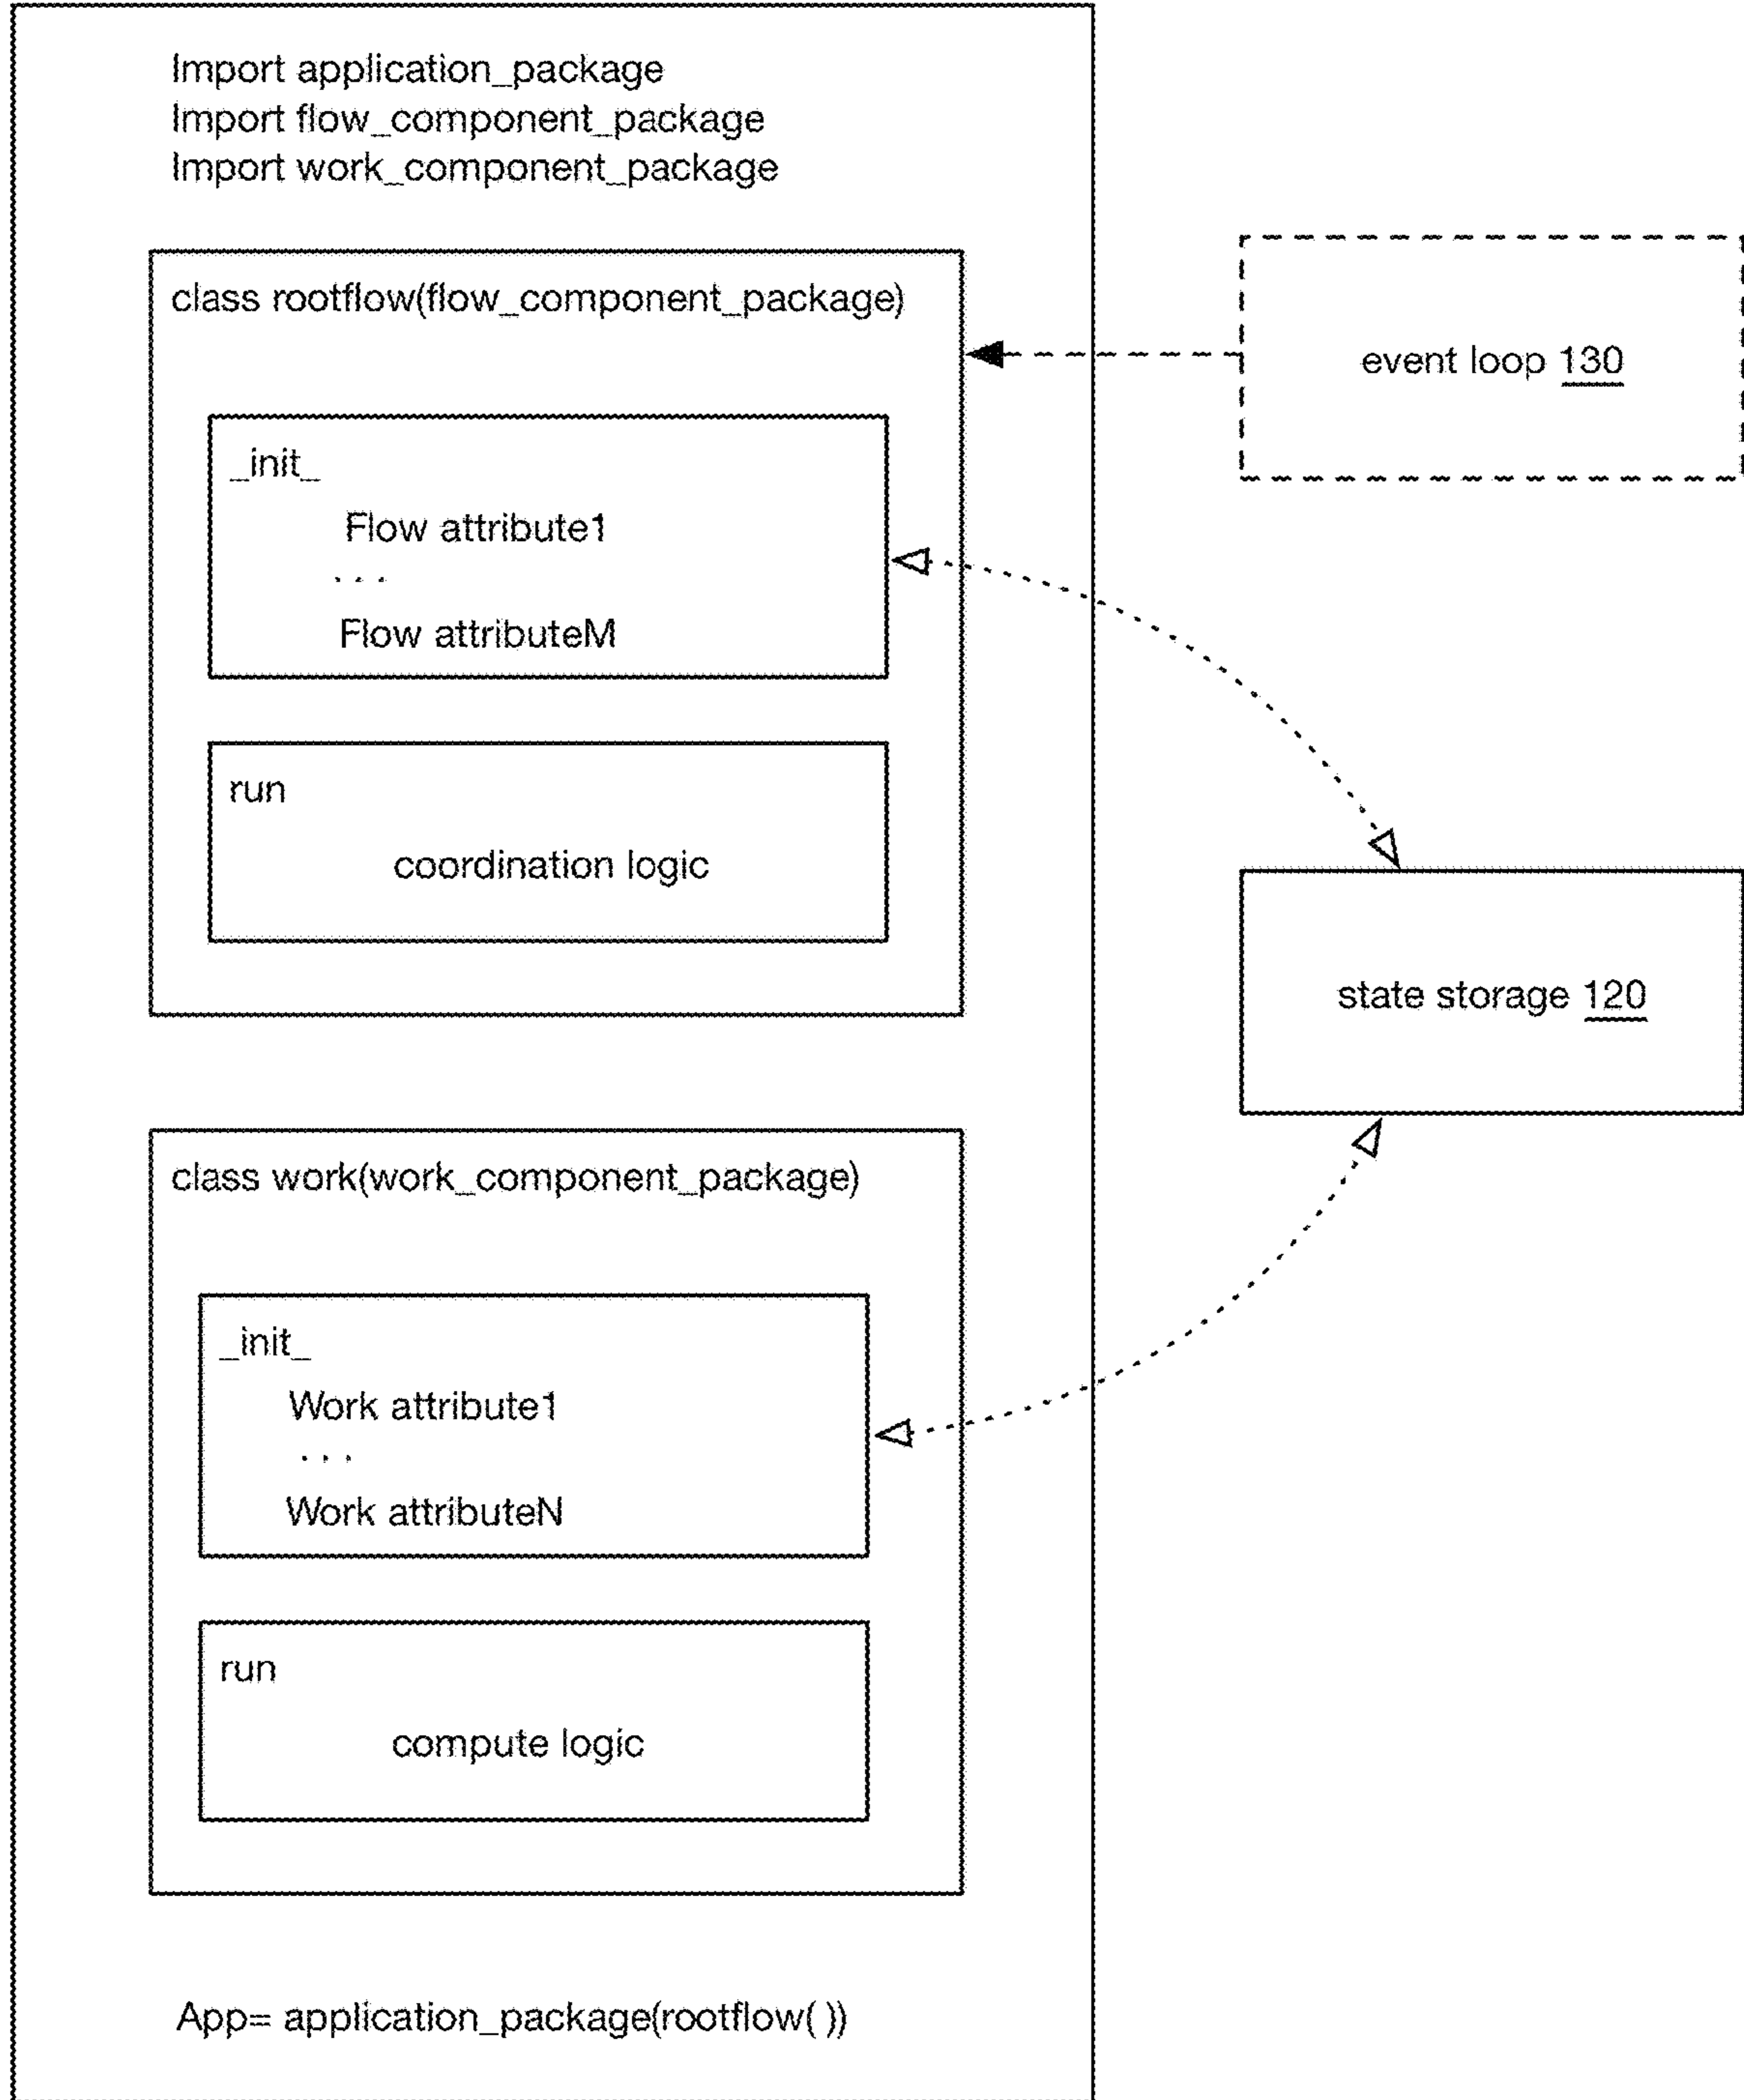 Import application_package
Import flow_component_package
Import work_component_package
class rootflow(flow_component_package)
event loop 130
_init_
Flow attribute1
. . .
Flow attributeM
run
coordination logic
state storage 120
class work(work_component_package)
_init_
Work attribute1
. . .
Work attributeN
run
compute logic
App= application_package(rootflow( ))